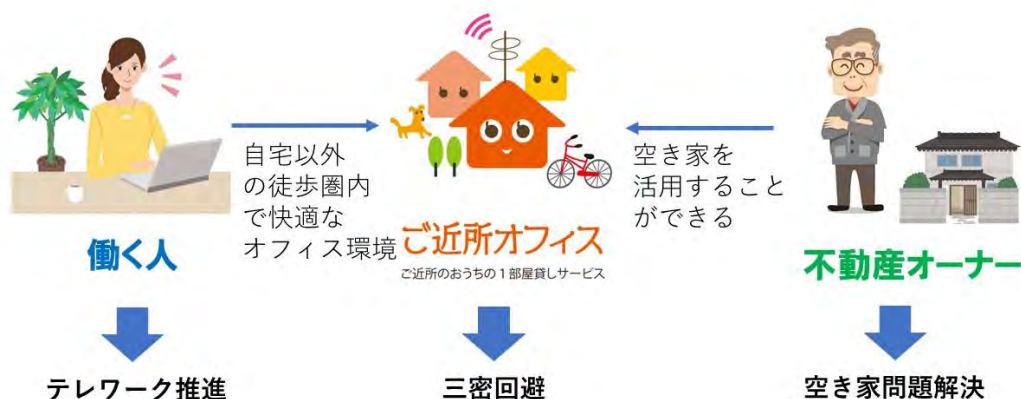 自宅以外
の徒歩圏内
で快適な
オフィス環境
空き家を
活用すること
ができる
ご近所オフィス
ご近所のおうちの1部屋貸しサービス
働く人
不動産オーナー
テレワーク推進
三密回避
空き家問題解決